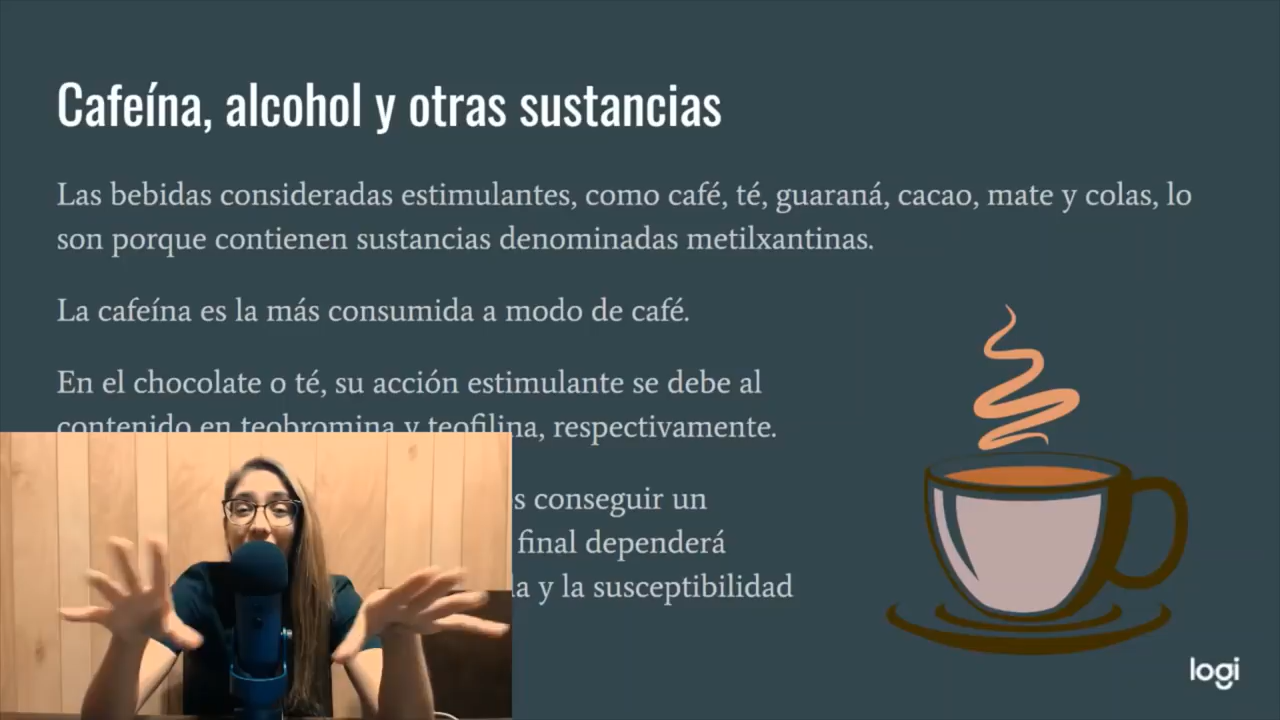 Cafeína, alcohol y otras sustancias
Las bebidas consideradas estimulantes, como café, té, guaraná, cacao, mate y colas, lo
son porque contienen sustancias denominadas metilxantinas.
La cafeína es la más consumida a modo de café.
En el chocolate o té, su acción estimulante se debe al
contenido en teobromina y teofilina, respectivamente.
s conseguir un
final dependerá
y la susceptibilidad
logi